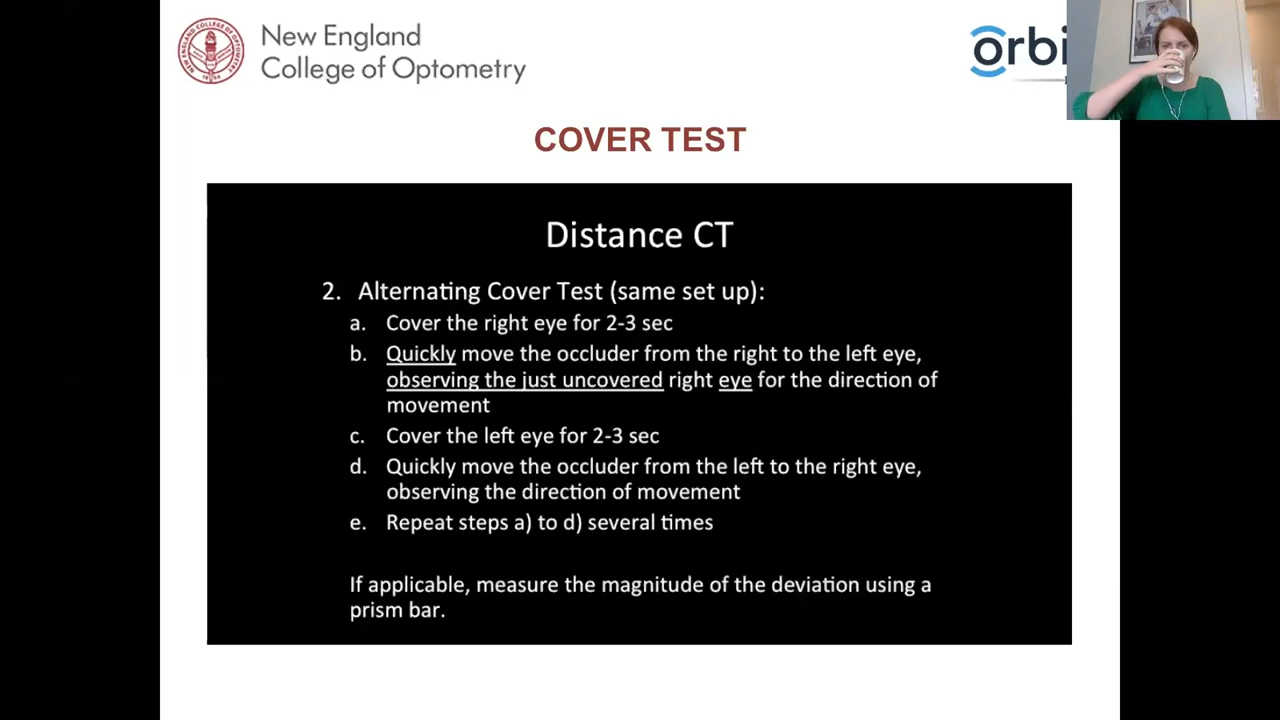 New England
College of Optometry
orbi
COVER TEST
Distance CT
2. Alternating Cover Test (same set up):
a. Cover the right eye for 2-3 sec
b. Quickly move the occluder from the right to the left eye,
observing the just uncovered right eye for the direction of
movement
c. Cover the left eye for 2-3 sec
d. Quickly move the occluder from the left to the right eye,
observing the direction of movement
e. Repeat steps a) to d) several times
If applicable, measure the magnitude of the deviation using a
prism bar.